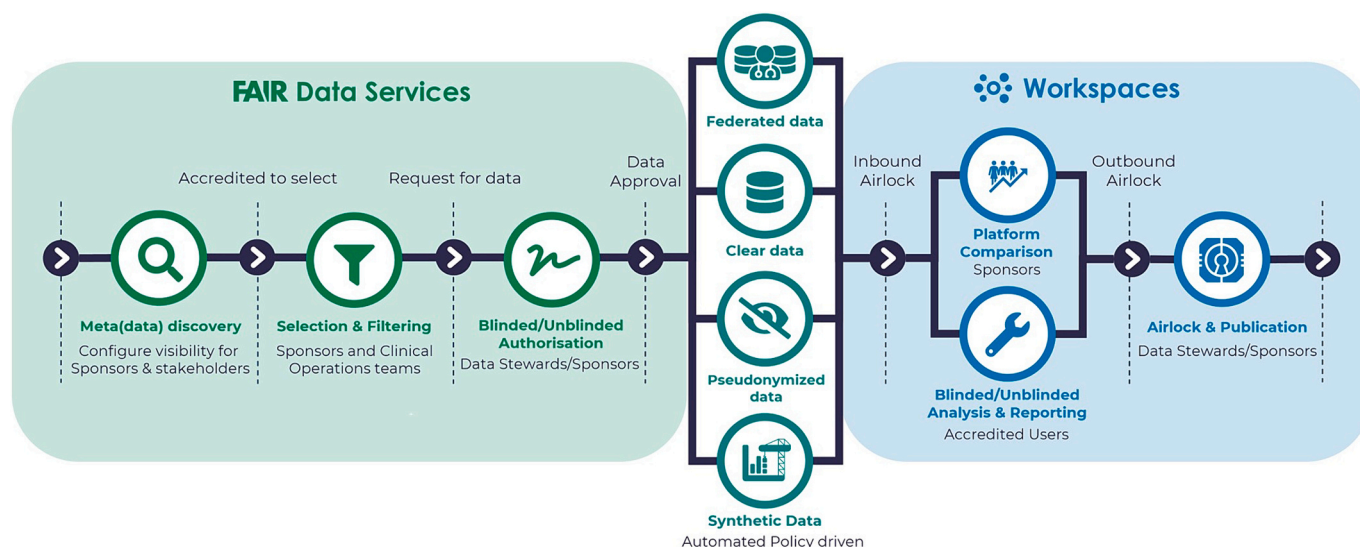 FAIR Data Services
Accredited to select
Request for data
Data
Approval
Meta(data) discovery
Configure visibility for
Sponsors & stakeholders
Selection & Filtering
Sponsors and Clinical
Operations teams
Blinded/Unblinded
Authorisation
Data Stewards/Sponsors
Federated data
Clear data
Pseudonymized
data
Synthetic Data
Automated Policy driven
Workspaces
Inbound
Airlock
Outbound
Airlock
Platform
Comparison
Sponsors
Blinded/Unblinded
Analysis & Reporting
Accredited Users
Airlock & Publication
Data Stewards/Sponsors